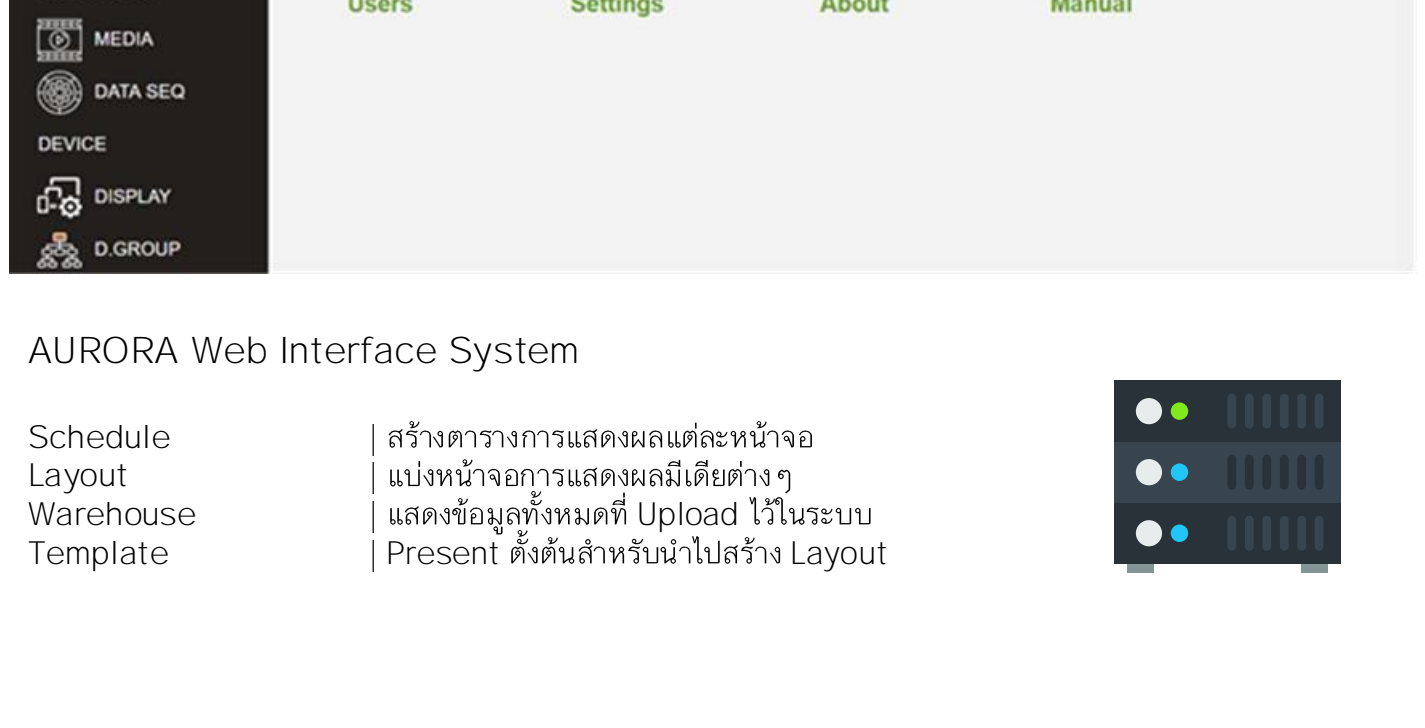 Users Settings About Manual
MEDIA
DATA SEQ
DEVICE
DISPLAY
D.GROUP
AURORA Web Interface System
Schedule | สร้างตารางการแสดงผลแต่ละหน้าจอ
Layout | แบ่งหน้าจอการแสดงผลมีเดียต่างๆ
Warehouse | แสดงข้อมูลทั้งหมดที่ Upload ไว้ในระบบ
Template | Present ตั้งต้นสำหรับนำไปสร้าง Layout